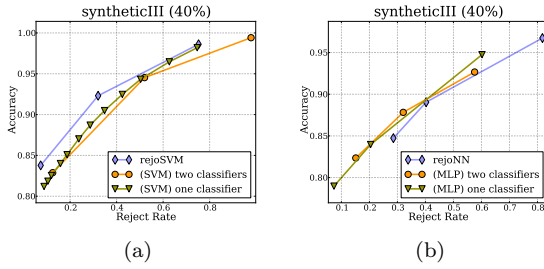 syntheticIII (40%)
1.00
0.95
0.90
0.85
0.80
Accuracy
rejoSVM
(SVM) two classifiers
(SVM) one classifier
0.2 0.4 0.6 0.8
Reject Rate
(a)
syntheticIII (40%)
0.95
0.90
0.85
0.80
Accuracy
rejoNN
(MLP) two classifiers
(MLP) one classifier
0.1 0.2 0.3 0.4 0.5 0.6 0.7 0.8
Reject Rate
(b)